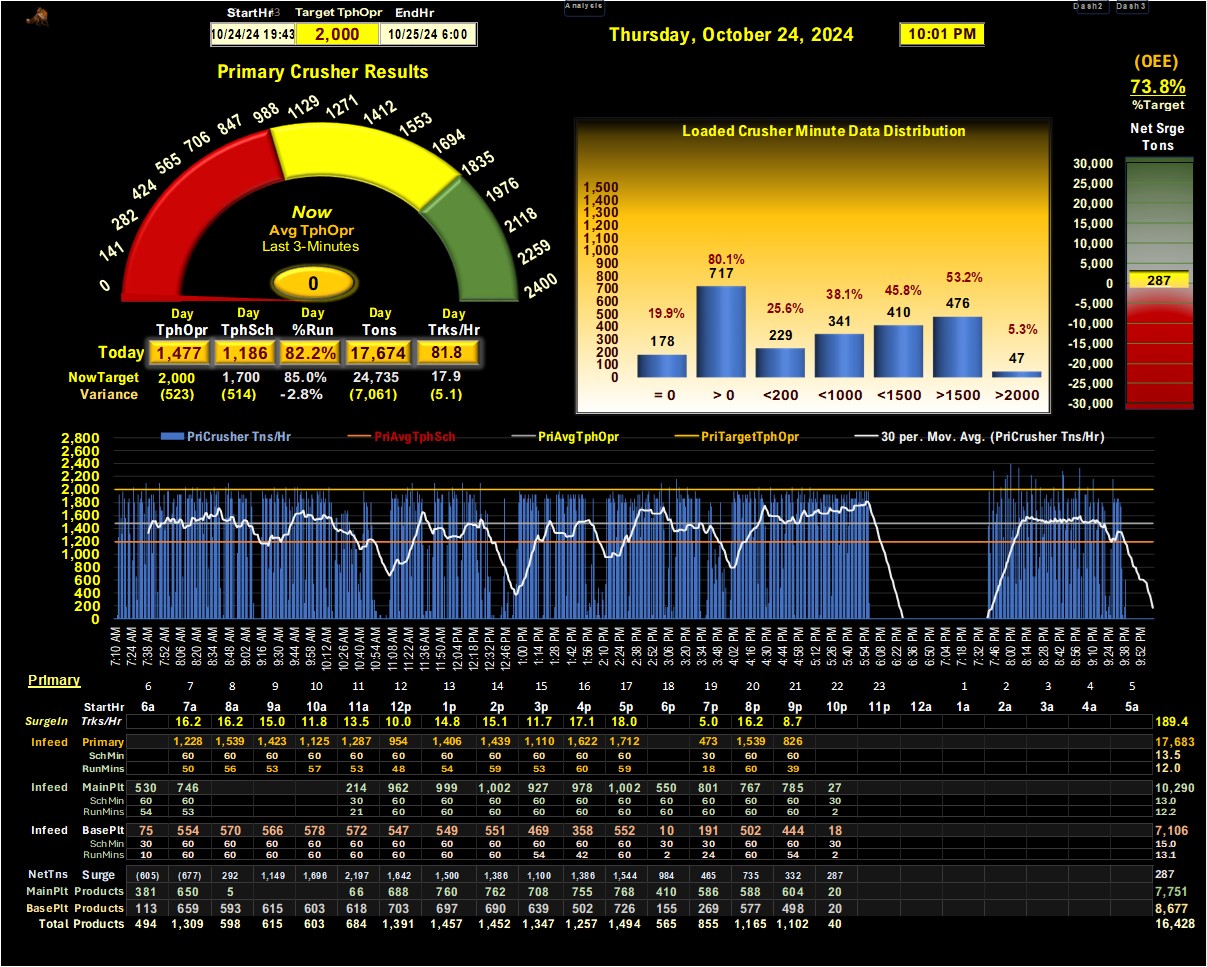 StartHr 13 Target TphOpr EndHr
10/24/24 19:43 2,000 10/25/24 6:00
Analysis
Dash2 Dash3
Thursday, October 24, 2024 10:01 PM
Primary Crusher Results
0 141 282 424 565 706 847 988 1129 1271 1412 1553 1694 1835 1976 2118 2259 2400
Now
Avg TphOpr
Last 3-Minutes
0
Day Day Day Day Day
TphOpr TphSch %Run Tons Trks/Hr
Today 1,477 1,186 82.2% 17,674 81.8
NowTarget 2,000 1,700 85.0% 24,735 17.9
Variance (523) (514) -2.8% (7,061) (5.1)
Loaded Crusher Minute Data Distribution
1,500
1,400
1,300
1,200
1,100
1,000
900
800
700
600
500
400
300
200
100
0
19.9% 80.1% 25.6% 38.1% 45.8% 53.2% 5.3%
178 717 229 341 410 476 47
= 0 > 0 <200 <1000 <1500 >1500 >2000
(OEE)
73.8%
%Target
Net Srge
Tons
30,000
25,000
20,000
15,000
10,000
5,000
0
-5,000
-10,000
-15,000
-20,000
-25,000
-30,000
287
PriCrusher Tns/Hr PriAvgTphSch PriAvgTphOpr PriTargetTphOpr 30 per. Mov. Avg. (PriCrusher Tns/Hr)
2,800
2,600
2,400
2,200
2,000
1,800
1,600
1,400
1,200
1,000
800
600
400
200
0
7:10 AM 7:24 AM 7:38 AM 7:52 AM 8:06 AM 8:20 AM 8:34 AM 8:48 AM 9:02 AM 9:16 AM 9:30 AM 9:44 AM 9:58 AM 10:12 AM 10:26 AM 10:40 AM 10:54 AM 11:08 AM 11:22 AM 11:36 AM 11:50 AM 12:04 PM 12:18 PM 12:32 PM 12:46 PM 1:00 PM 1:14 PM 1:28 PM 1:42 PM 1:56 PM 2:10 PM 2:24 PM 2:38 PM 2:52 PM 3:06 PM 3:20 PM 3:34 PM 3:48 PM 4:02 PM 4:16 PM 4:30 PM 4:44 PM 4:58 PM 5:12 PM 5:26 PM 5:40 PM 5:54 PM 6:08 PM 6:22 PM 6:36 PM 6:50 PM 7:04 PM 7:18 PM 7:32 PM 7:46 PM 8:00 PM 8:14 PM 8:28 PM 8:42 PM 8:56 PM 9:10 PM 9:24 PM 9:38 PM 9:52 PM
Primary
6 7 8 9 10 11 12 13 14 15 16 17 18 19 20 21 22 23 1 2 3 4 5
StartHr 6a 7a 8a 9a 10a 11a 12p 1p 2p 3p 4p 5p 6p 7p 8p 9p 10p 11p 12a 1a 2a 3a 4a 5a
SurgeIn Trks/Hr 16.2 16.2 15.0 11.8 13.5 10.0 14.8 15.1 11.7 17.1 18.0 5.0 16.2 8.7 189.4
Infeed Primary 1,228 1,539 1,423 1,125 1,287 954 1,406 1,439 1,110 1,622 1,712 473 1,539 826 17,683
SchMin 60 60 60 60 60 60 60 60 60 60 60 30 60 60 13.5
RunMins 50 56 53 57 53 48 54 59 53 60 59 18 60 39 12.0
Infeed MainPlt 530 746 214 962 999 1,002 927 978 1,002 550 801 767 785 27 10,290
SchMin 60 60 30 60 60 60 60 60 60 60 60 60 60 30 13.0
RunMins 54 53 21 60 60 60 60 60 60 60 60 60 60 2 12.2
Infeed BasePlt 75 554 570 566 578 572 547 549 551 469 358 552 10 191 502 444 18 7,106
SchMin 30 60 60 60 60 60 60 60 60 60 60 60 30 30 60 60 30 15.0
RunMins 10 60 60 60 60 60 60 60 60 54 42 60 2 24 60 54 2 13.1
NetTns Surge (605) (677) 292 1,149 1,696 2,197 1,642 1,500 1,386 1,100 1,386 1,544 984 465 735 332 287 287
MainPlt Products 381 650 5 66 688 760 762 708 755 768 410 586 588 604 20 7,751
BasePlt Products 113 659 593 615 603 618 703 697 690 639 502 726 155 269 577 498 20 8,677
Total Products 494 1,309 598 615 603 684 1,391 1,457 1,452 1,347 1,257 1,494 565 855 1,165 1,102 40 16,428